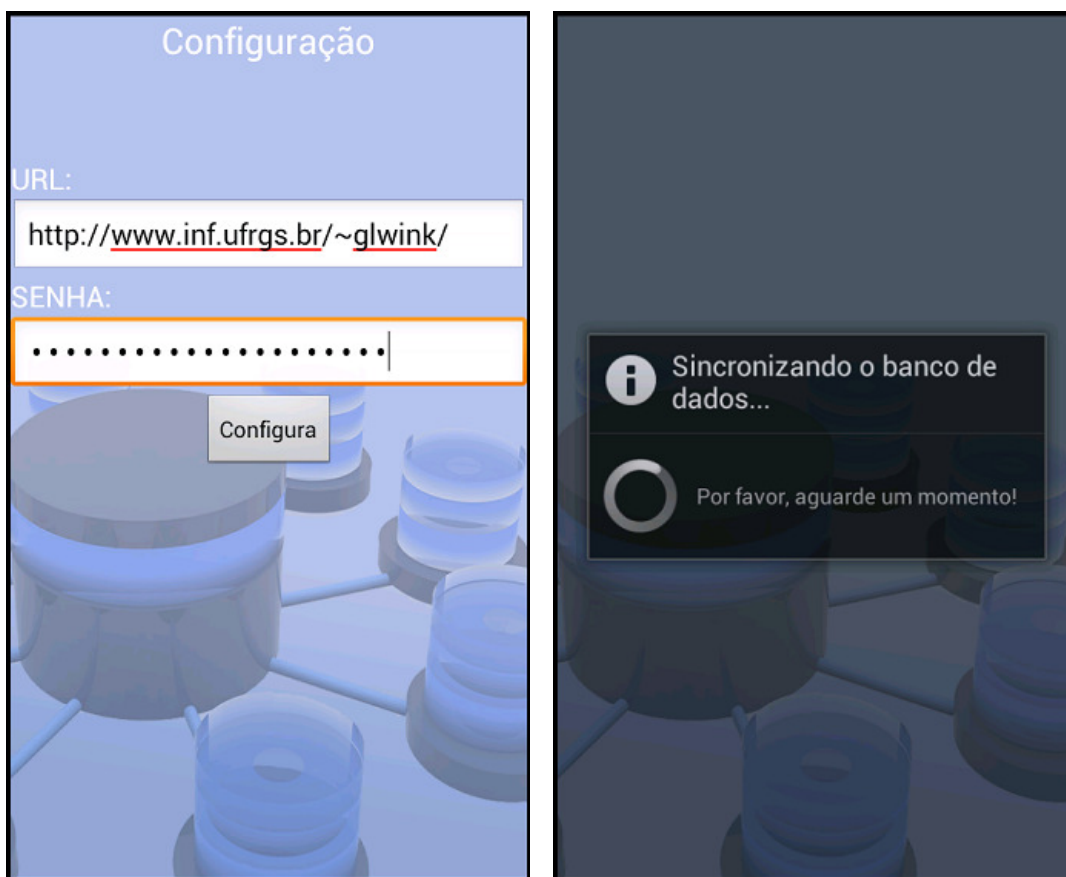 Configuração
URL:
http://www.inf.ufrgs.br/~glwink/
SENHA:
•••••••••••••••••••••
Configura
Sincronizando o banco de
dados...
Por favor, aguarde um momento!